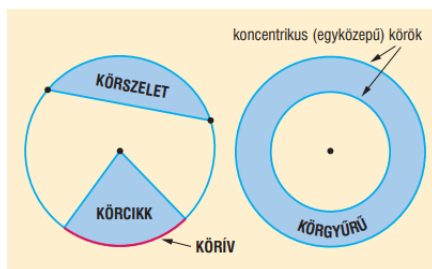 KÖRSZELET
KÖRCIKK
KÖRÍV
koncentrikus (egyközepű) körök
KÖRGYŰRŰ